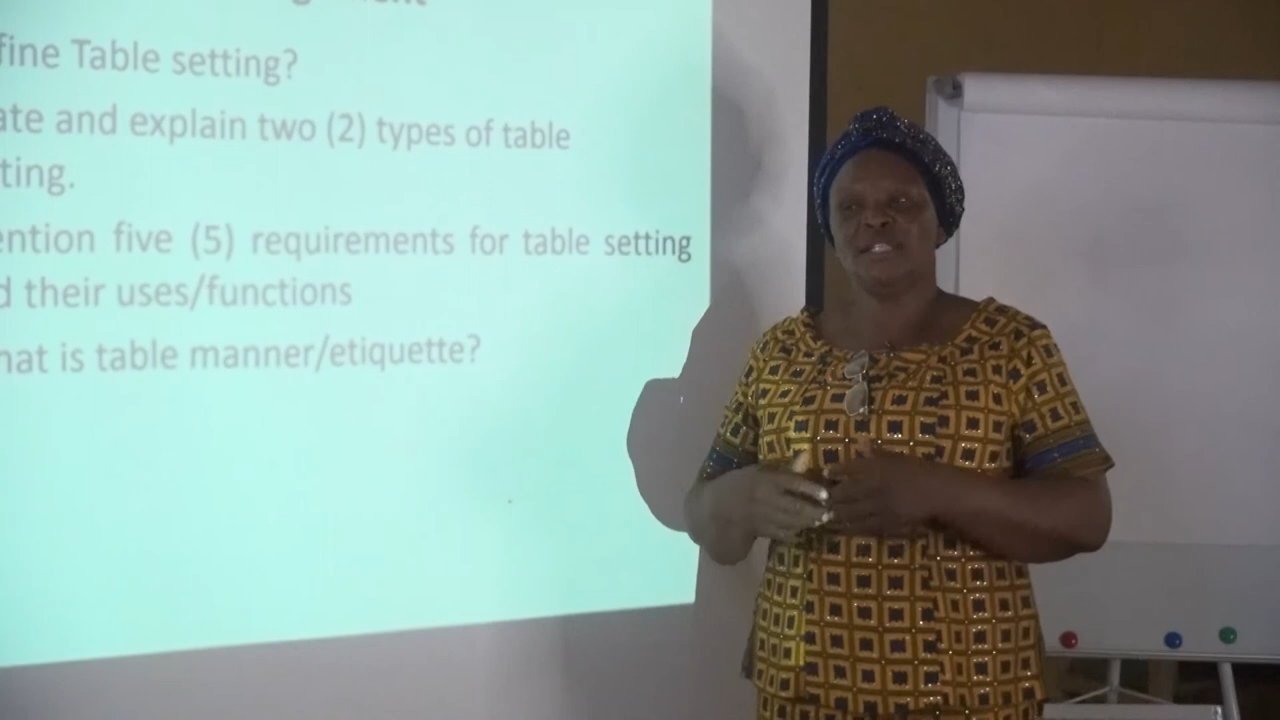 fine Table setting?
ate and explain two (2) types of table
ting.
ention five (5) requirements for table setting
d their uses/functions
hat is table manner/etiquette?